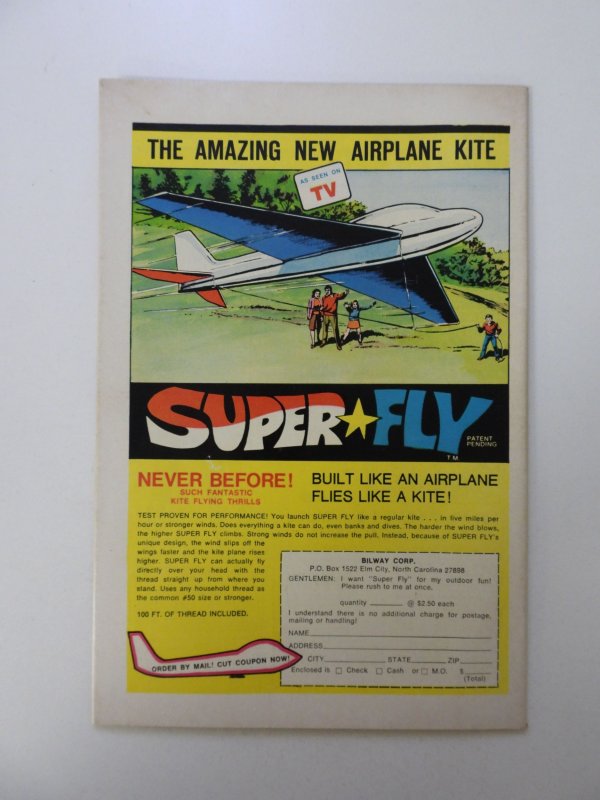 THE AMAZING NEW AIRPLANE KITE
AS SEEN ON
TV
SUPER FLY
PATENT
PENDING
TM
NEVER BEFORE!
SUCH FANTASTIC
KITE FLYING THRILLS
BUILT LIKE AN AIRPLANE
FLIES LIKE A KITE!
TEST PROVEN FOR PERFORMANCE! You launch SUPER FLY like a regular kite . . . in five miles per
hour or stronger winds. Does everything a kite can do, even banks and dives. The harder the wind blows,
the higher SUPER FLY climbs. Strong winds do not increase the pull. Instead, because of SUPER FLY's
unique design, the wind slips off the
wings faster and the kite plane rises
higher. SUPER FLY can actually fly
directly over your head with the
thread straight up from where you
stand. Uses any household thread as
the common #50 size or stronger.
100 FT. OF THREAD INCLUDED.
ORDER BY MAIL! CUT COUPON NOW!
BILWAY CORP.
P.O. Box 1522 Elm City, North Carolina 27898
GENTLEMEN: I want "Super Fly" for my outdoor fun!
Please rush to me at once.
quantity ______ @ $2.50 each
I understand there is no additional charge for postage,
mailing or handling!
NAME
ADDRESS
CITY STATE ZIP
Enclosed is □ Check □ Cash or □ M.O. $
(Total)